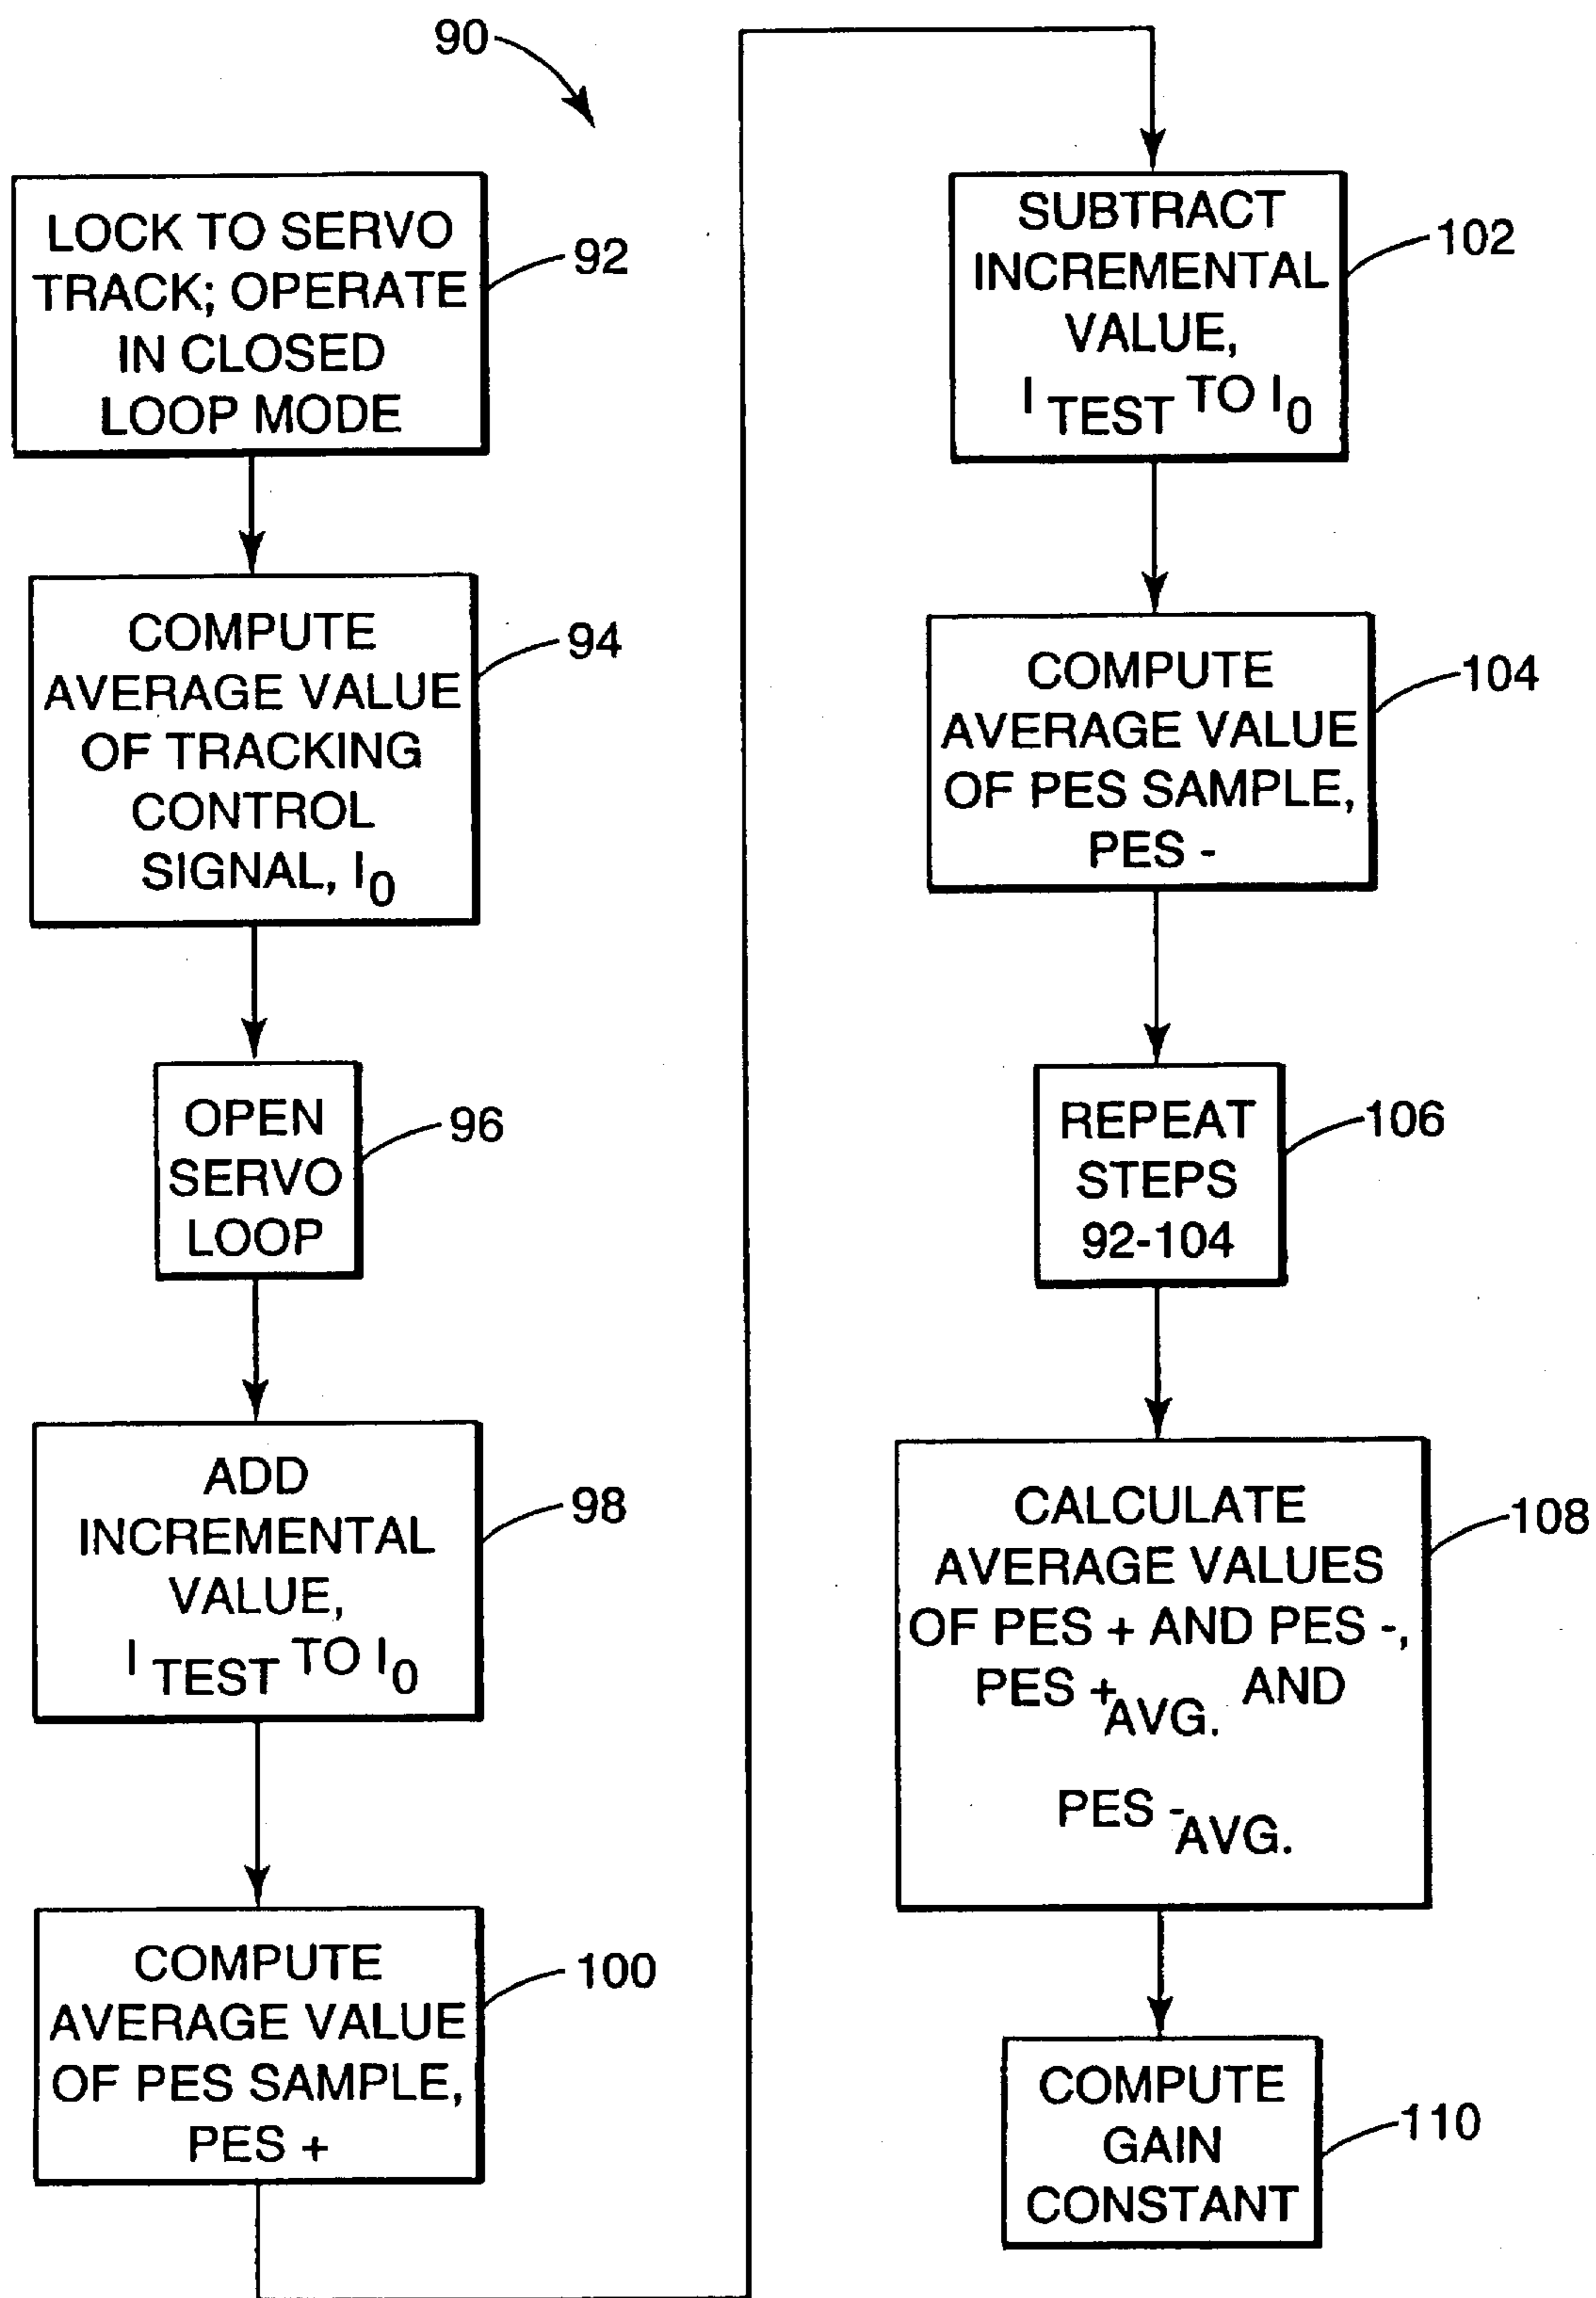 90
LOCK TO SERVO
TRACK; OPERATE
IN CLOSED
LOOP MODE
92
COMPUTE
AVERAGE VALUE
OF TRACKING
CONTROL
SIGNAL, I0
94
OPEN
SERVO
LOOP
96
ADD
INCREMENTAL
VALUE,
I TEST TO I0
98
COMPUTE
AVERAGE VALUE
OF PES SAMPLE,
PES +
100
SUBTRACT
INCREMENTAL
VALUE,
I TEST TO I0
102
COMPUTE
AVERAGE VALUE
OF PES SAMPLE,
PES -
104
REPEAT
STEPS
92-104
106
CALCULATE
AVERAGE VALUES
OF PES + AND PES -,
PES +AVG. AND
PES -AVG.
108
COMPUTE
GAIN
CONSTANT
110